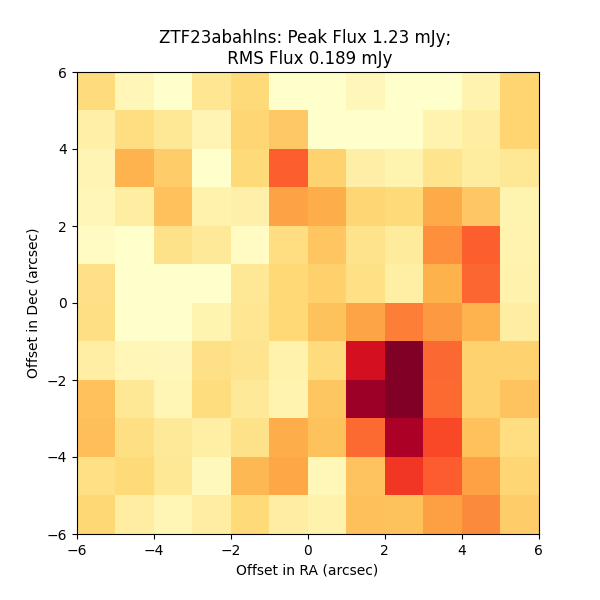 ZTF23abahlns: Peak Flux 1.23 mJy;
RMS Flux 0.189 mJy
6
4
2
0
−2
−4
−6
Offset in Dec (arcsec)
−6 −4 −2 0 2 4 6
Offset in RA (arcsec)